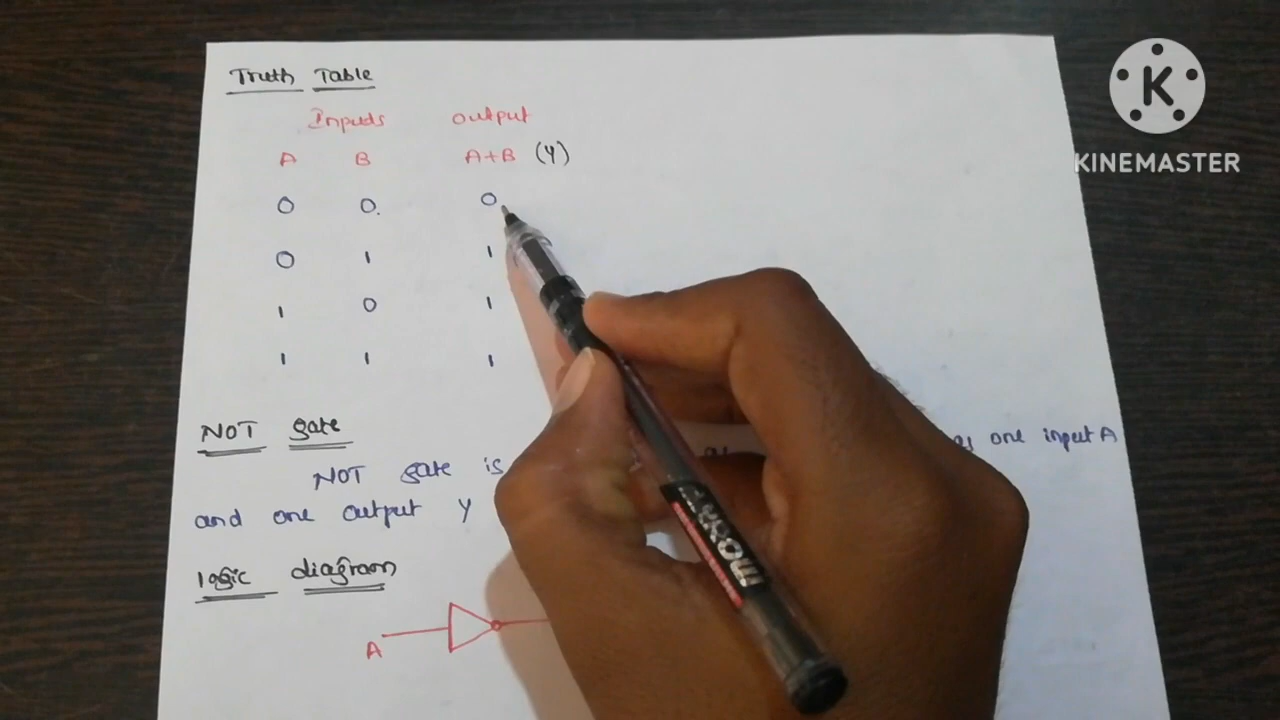 Truth Table
Inputs output
A B A+B (Y)
0 0. 0
0 1 1
1 0 1
1 1 1
NOT gate
NOT gate is one input A
and one output Y
logic diagram
A
K
KINEMASTER